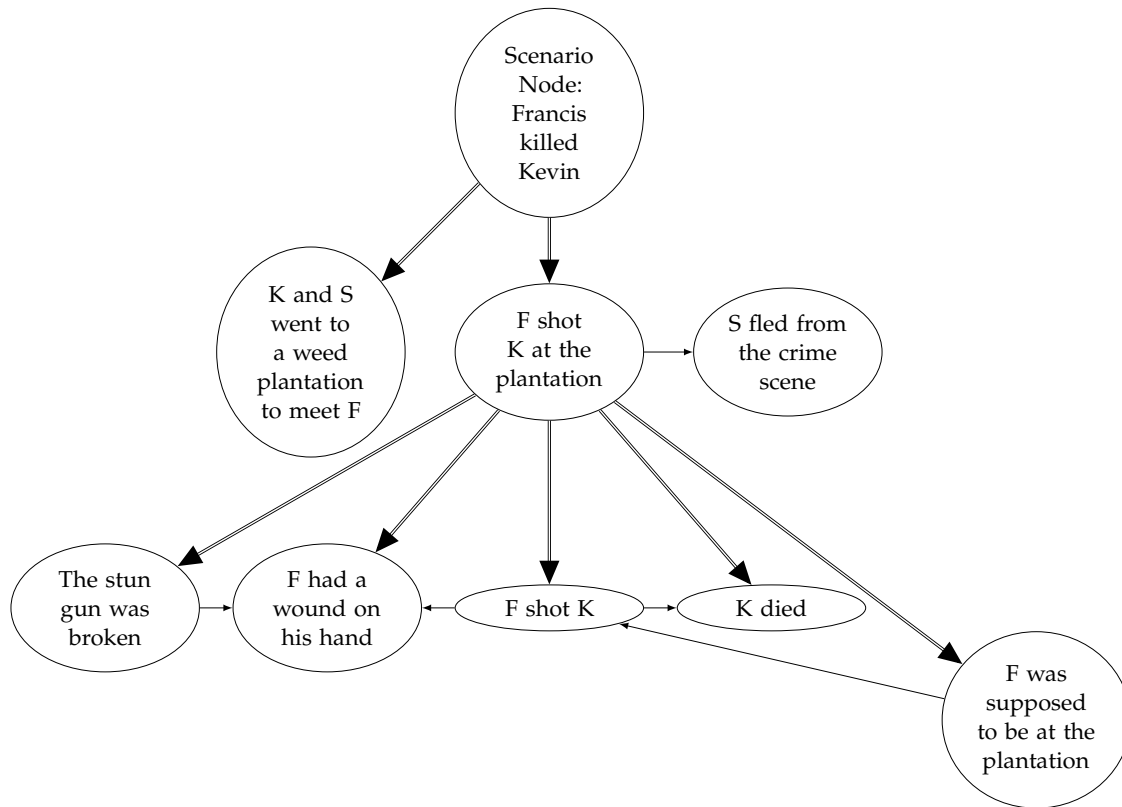 Scenario
Node:
Francis
killed
Kevin
K and S
went to
a weed
plantation
to meet F
F shot
K at the
plantation
S fled from
the crime
scene
The stun
gun was
broken
F had a
wound on
his hand
F shot K
K died
F was
supposed
to be at the
plantation